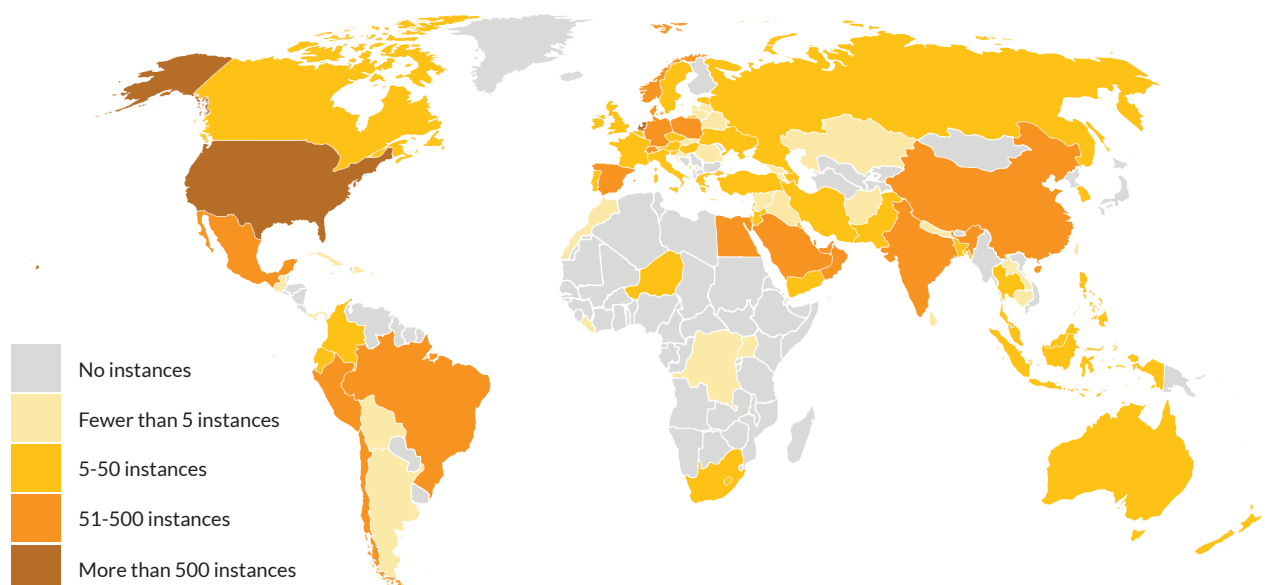 No instances
Fewer than 5 instances
5-50 instances
51-500 instances
More than 500 instances